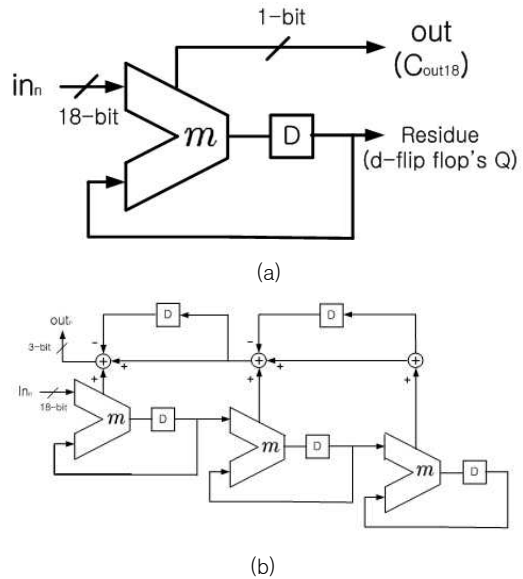 1-bit
out
(Cout18)
inn
18-bit
m
D
Residue
(d-flip flop's Q)
(a)
D
D
outn
3-bit
−
+
+
+
−
+
+
+
+
+
Inn
18-bit
m
D
m
D
m
D
(b)